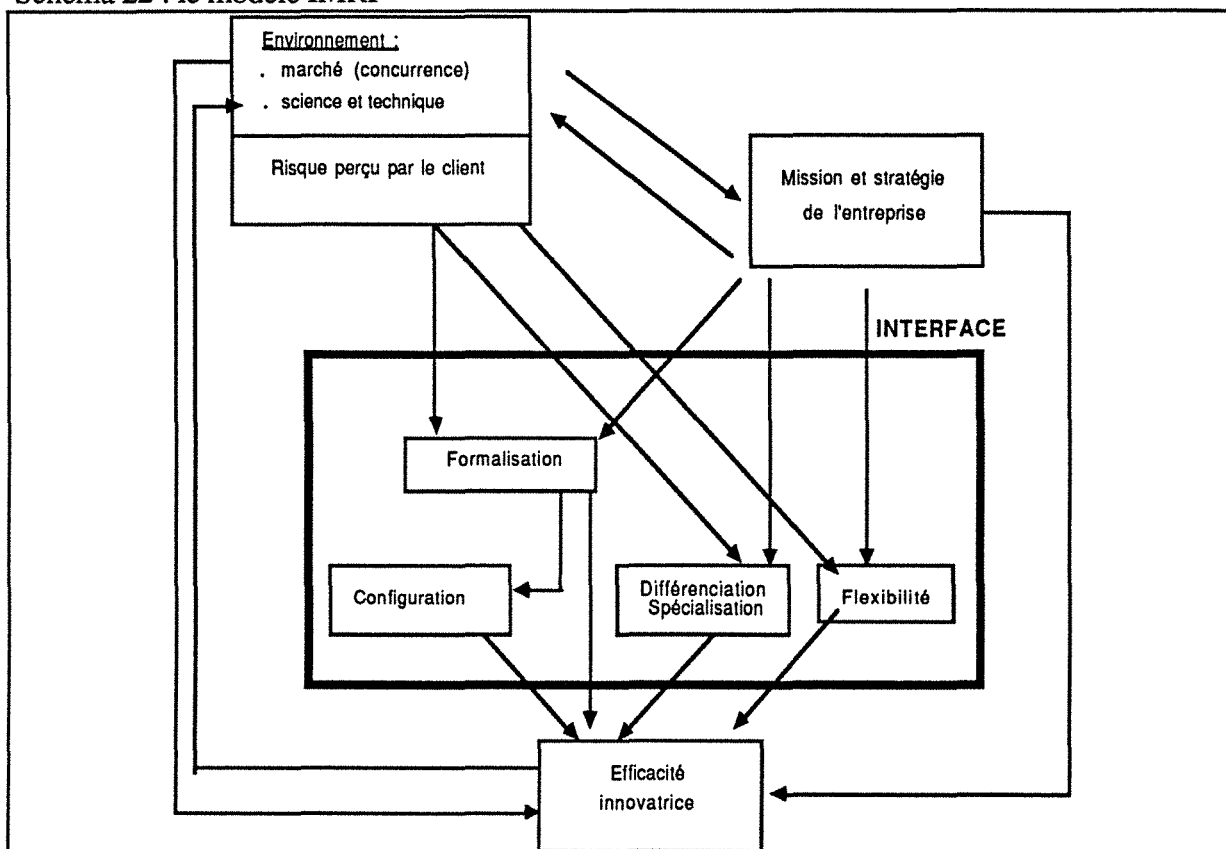 Environnement :
. marché (concurrence)
. science et technique
Risque perçu par le client
Mission et stratégie
de l'entreprise
INTERFACE
Formalisation
Configuration
Différenciation
Spécialisation
Flexibilité
Efficacité
innovatrice